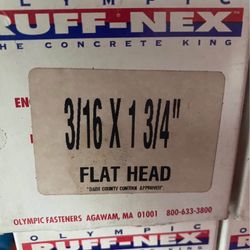 OLYMPIC
RUFF-NEX
THE CONCRETE KING
3/16 X 1 3/4"
FLAT HEAD
"DADE COUNTY CONTROL APPROVED"
OLYMPIC FASTENERS AGAWAM, MA 01001 800-633-3800
OLYMPIC
RUFF-NEX